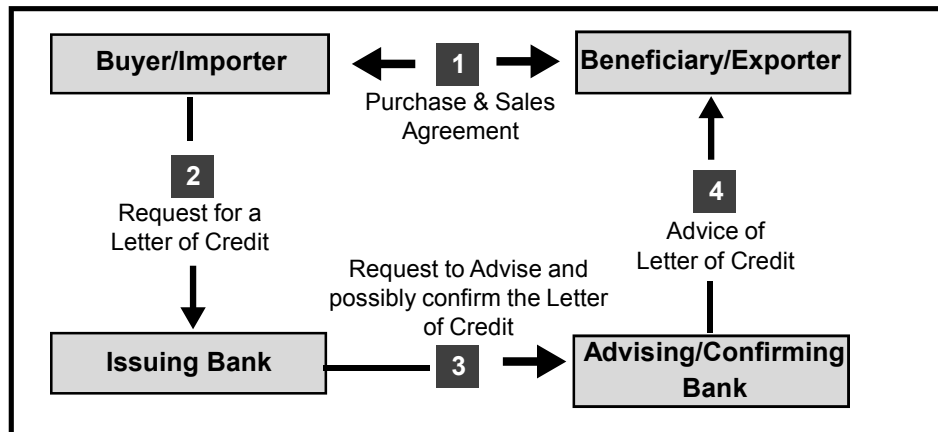 Buyer/Importer
1
Beneficiary/Exporter
Purchase & Sales
Agreement
2
Request for a
Letter of Credit
4
Advice of
Letter of Credit
Request to Advise and
possibly confirm the Letter
of Credit
Issuing Bank
3
Advising/Confirming
Bank